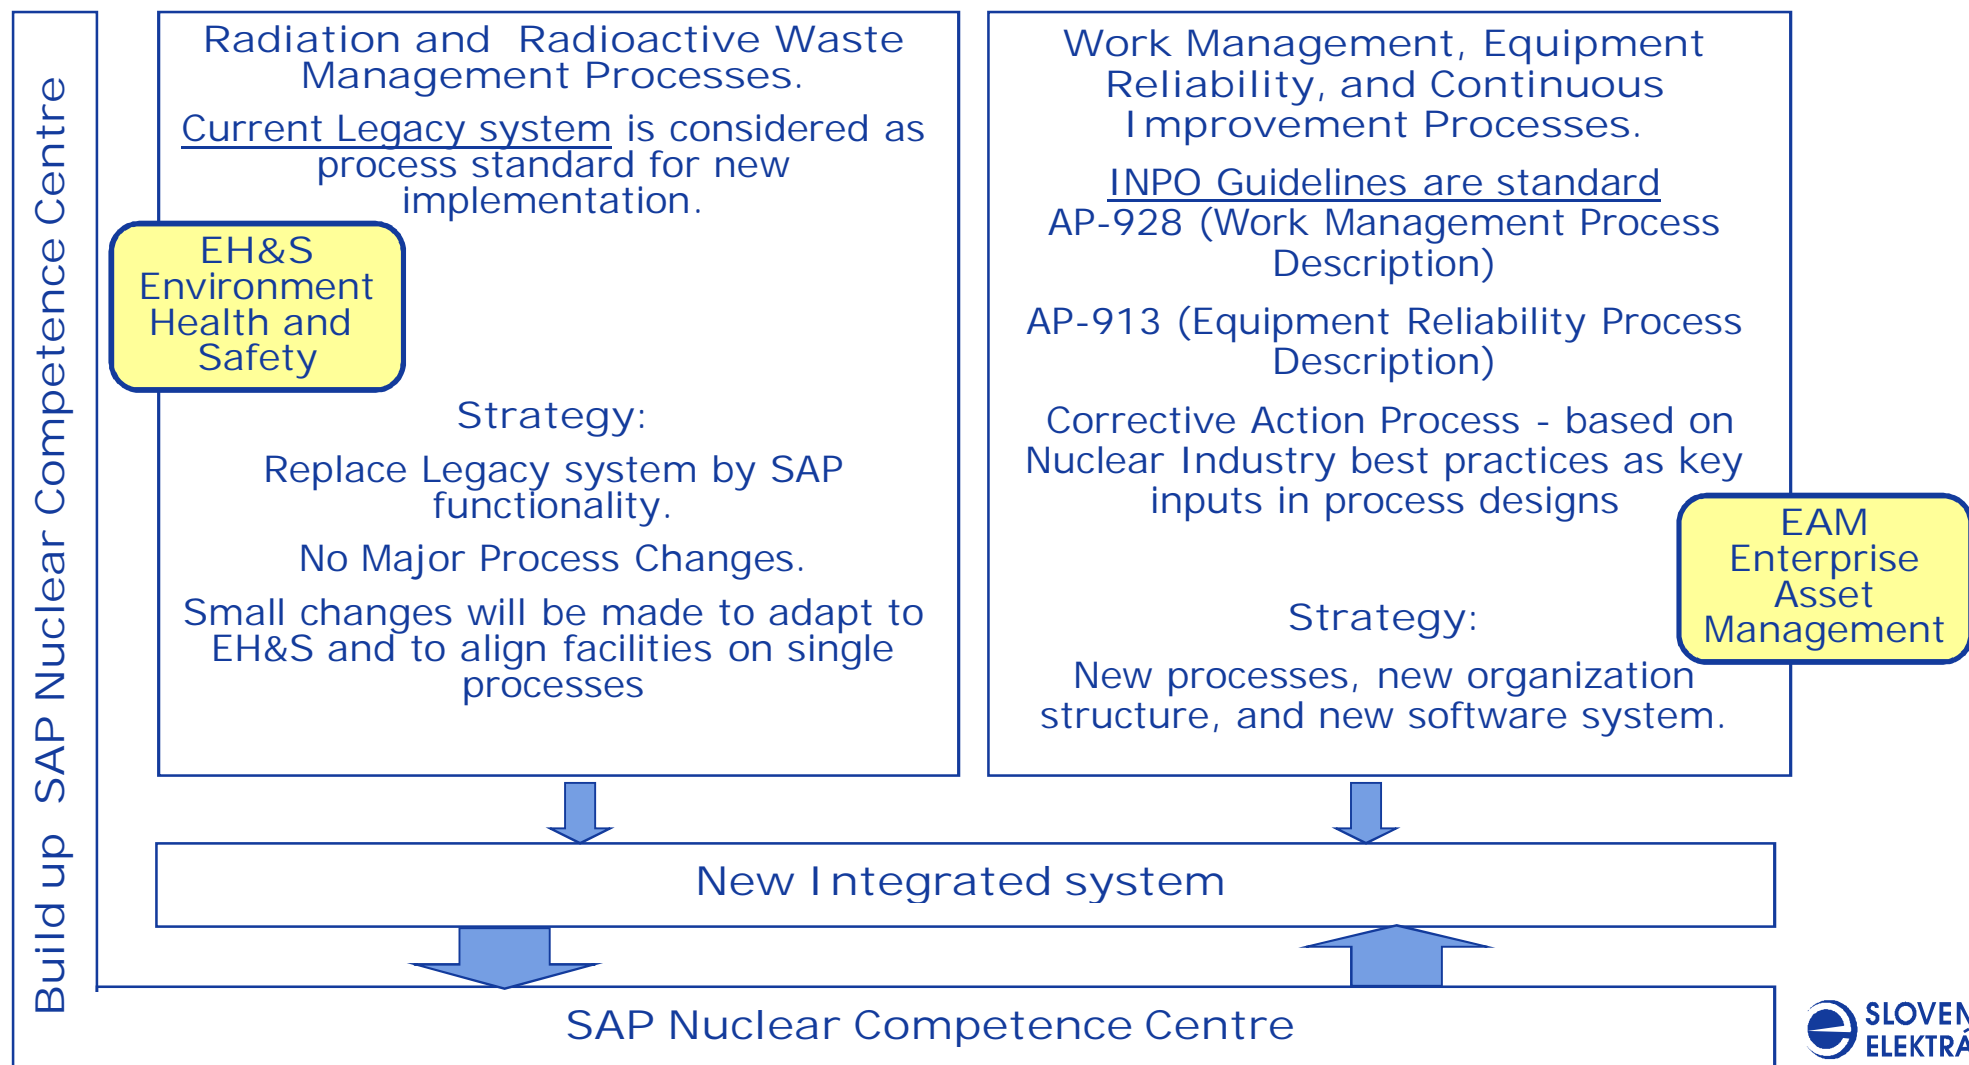 Build up SAP Nuclear Competence Centre
Radiation and Radioactive Waste
Management Processes.
Current Legacy system is considered as
process standard for new
implementation.
EH&S
Environment
Health and
Safety
Strategy:
Replace Legacy system by SAP
functionality.
No Major Process Changes.
Small changes will be made to adapt to
EH&S and to align facilities on single
processes
Work Management, Equipment
Reliability, and Continuous
Improvement Processes.
INPO Guidelines are standard
AP-928 (Work Management Process
Description)
AP-913 (Equipment Reliability Process
Description)
Corrective Action Process - based on
Nuclear Industry best practices as key
inputs in process designs
EAM
Enterprise
Asset
Management
Strategy:
New processes, new organization
structure, and new software system.
New Integrated system
SAP Nuclear Competence Centre